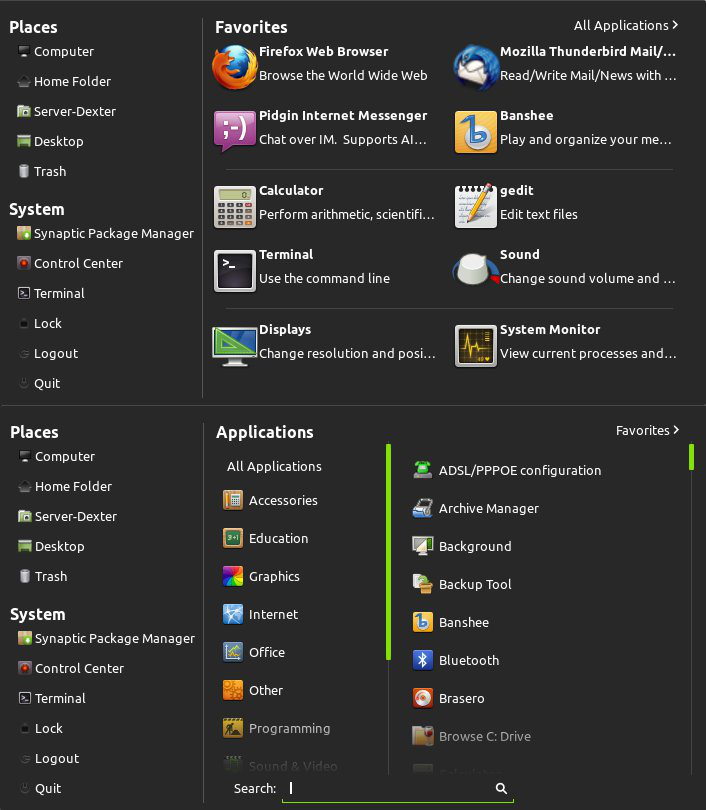 Places
Computer
Home Folder
Server-Dexter
Desktop
Trash
System
Synaptic Package Manager
Control Center
Terminal
Lock
Logout
Quit
Favorites
All Applications
Firefox Web Browser
Browse the World Wide Web
Mozilla Thunderbird Mail/...
Read/Write Mail/News with ...
Pidgin Internet Messenger
Chat over IM.  Supports AI...
Banshee
Play and organize your me...
Calculator
Perform arithmetic, scientifi...
gedit
Edit text files
Terminal
Use the command line
Sound
Change sound volume and ...
Displays
Change resolution and posi...
System Monitor
View current processes and...
Places
Computer
Home Folder
Server-Dexter
Desktop
Trash
System
Synaptic Package Manager
Control Center
Terminal
Lock
Logout
Quit
Applications
Favorites
All Applications
Accessories
Education
Graphics
Internet
Office
Other
Programming
Sound & Video
ADSL/PPPOE configuration
Archive Manager
Background
Backup Tool
Banshee
Bluetooth
Brasero
Browse C: Drive
Search: